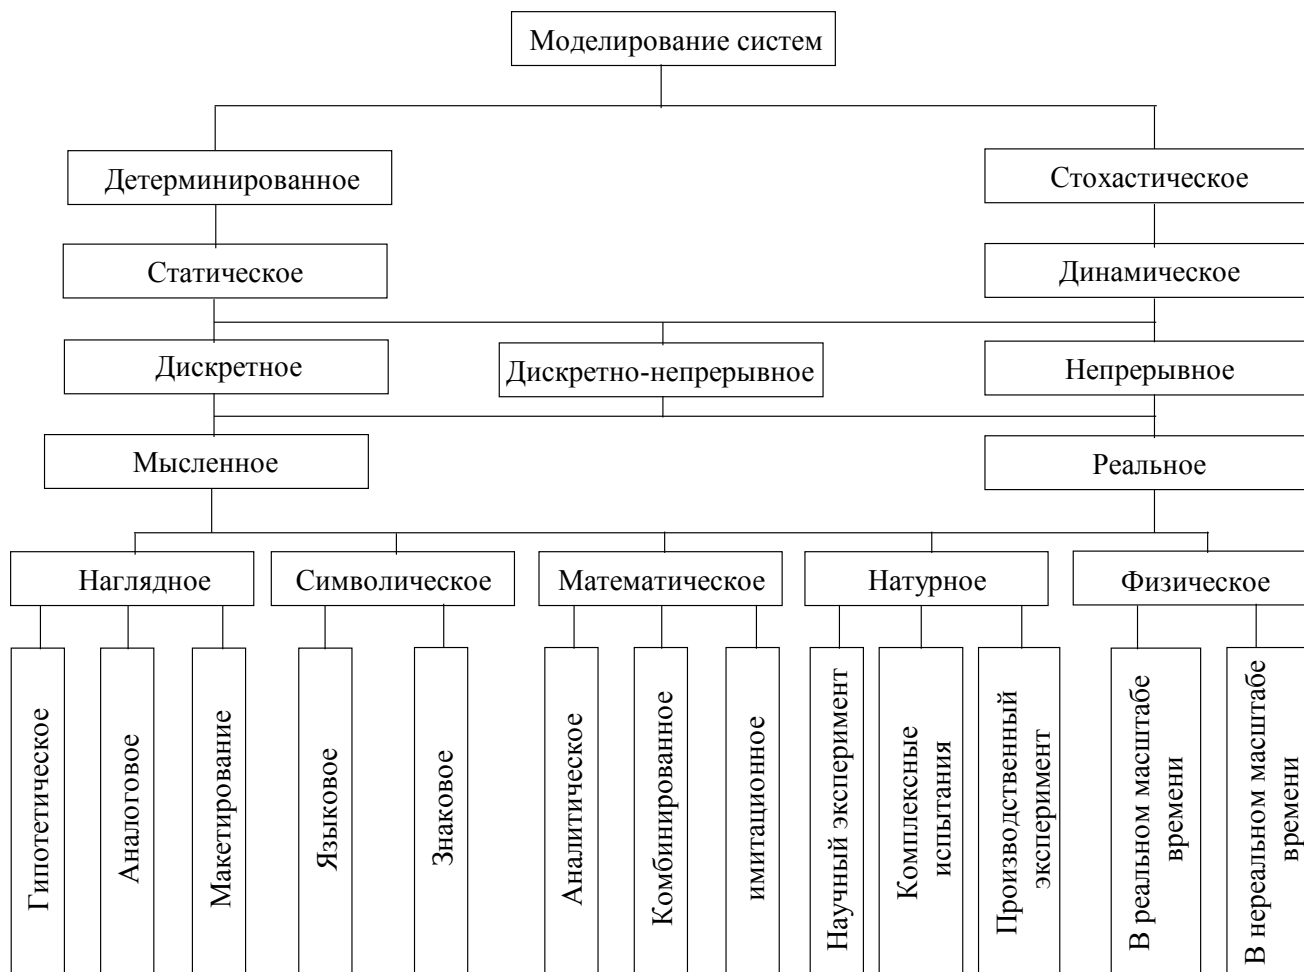 Моделирование систем
Детерминированное
Стохастическое
Статическое
Динамическое
Дискретное
Дискретно-непрерывное
Непрерывное
Мысленное
Реальное
Наглядное
Символическое
Математическое
Натурное
Физическое
Гипотетическое
Аналоговое
Макетирование
Языковое
Знаковое
Аналитическое
Комбинированное
имитационное
Научный эксперимент
Комплексные
испытания
Производственный
эксперимент
В реальном масштабе
времени
В нереальном масштабе
времени